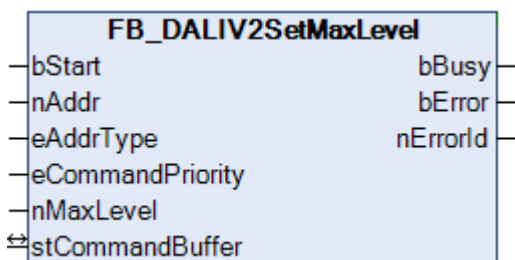 FB_DALIV2SetMaxLevel
bStart bBusy
nAddr bError
eAddrType nErrorId
eCommandPriority
nMaxLevel
stCommandBuffer